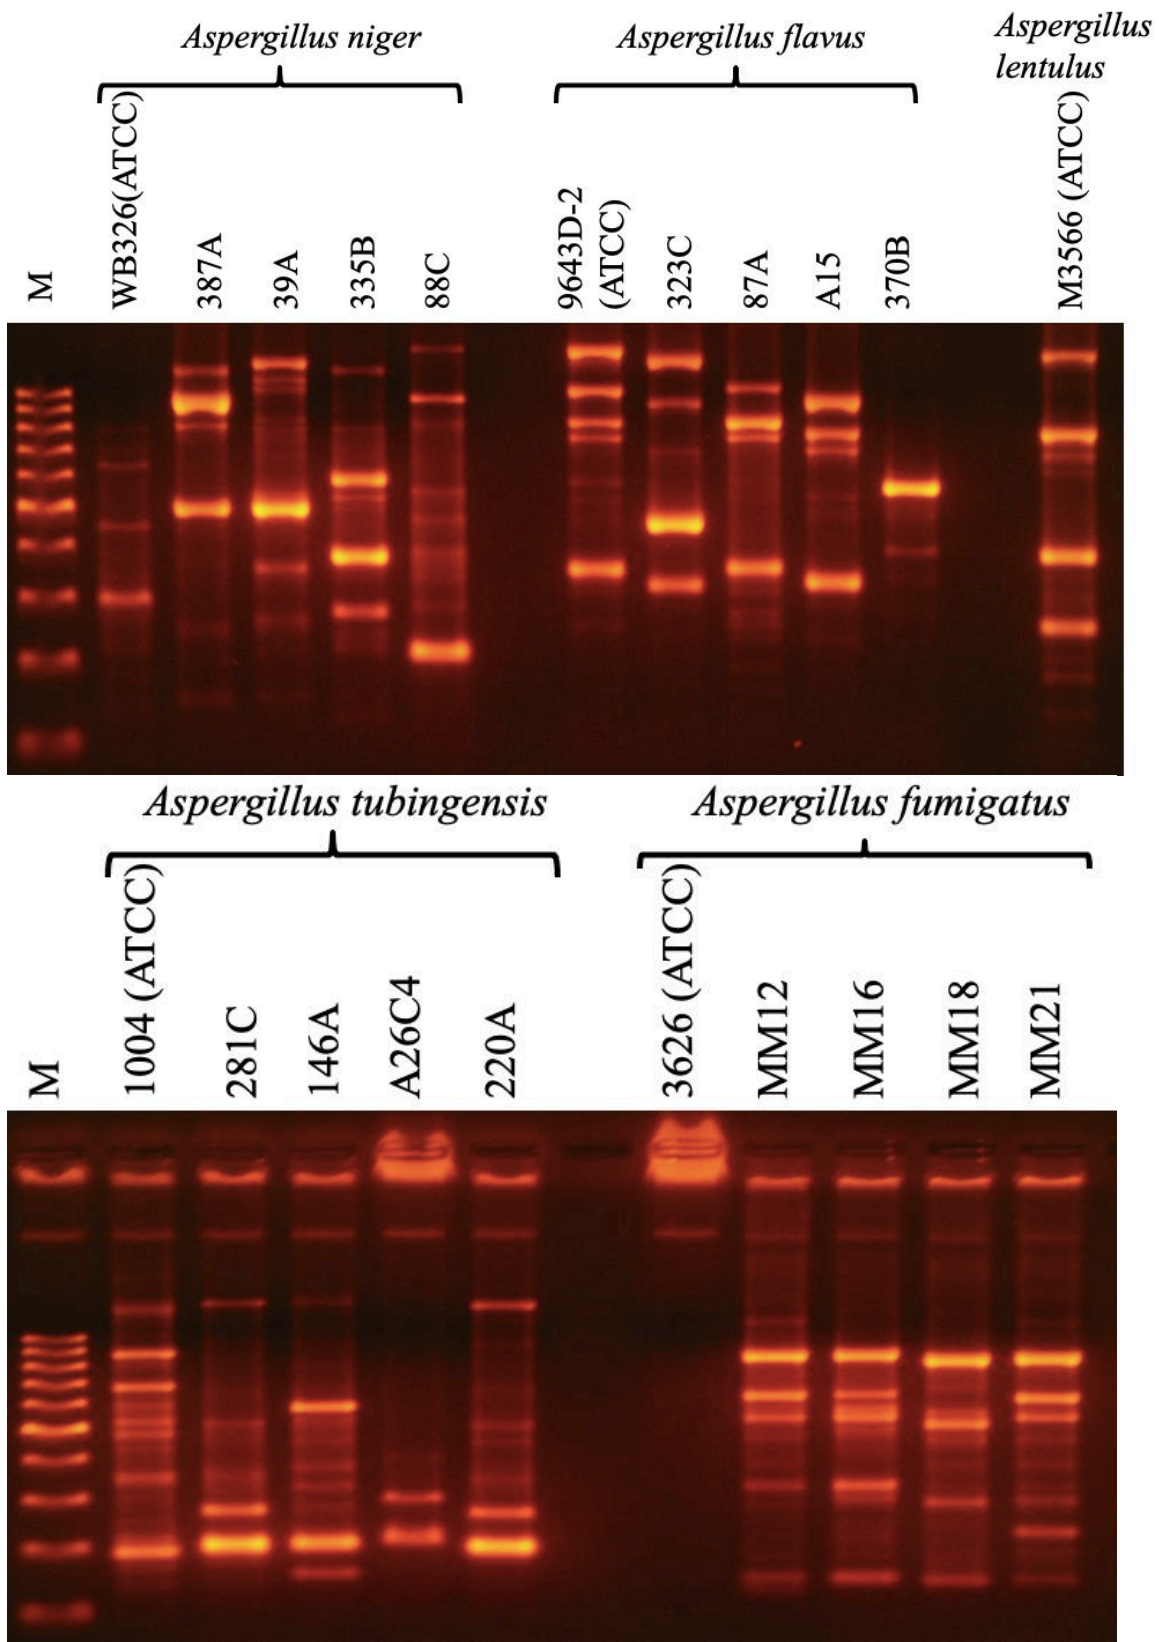 Aspergillus niger
Aspergillus flavus
Aspergillus
lentulus
M
WB326(ATCC)
387A
39A
335B
88C
9643D-2
(ATCC)
323C
87A
A15
370B
M3566 (ATCC)
Aspergillus tubingensis
Aspergillus fumigatus
M
1004 (ATCC)
281C
146A
A26C4
220A
3626 (ATCC)
MM12
MM16
MM18
MM21